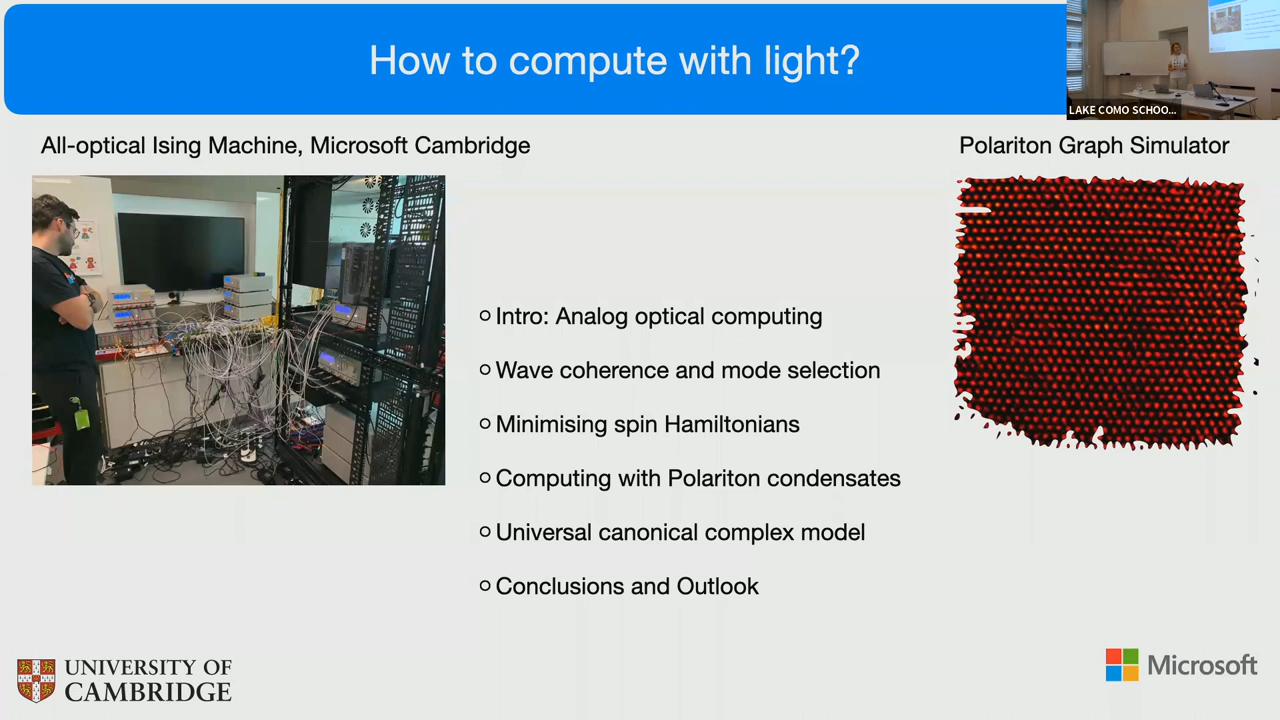 How to compute with light?
LAKE COMO SCHOO...
All-optical Ising Machine, Microsoft Cambridge
Polariton Graph Simulator
Intro: Analog optical computing
Wave coherence and mode selection
Minimising spin Hamiltonians
Computing with Polariton condensates
Universal canonical complex model
Conclusions and Outlook
UNIVERSITY OF
CAMBRIDGE
Microsoft